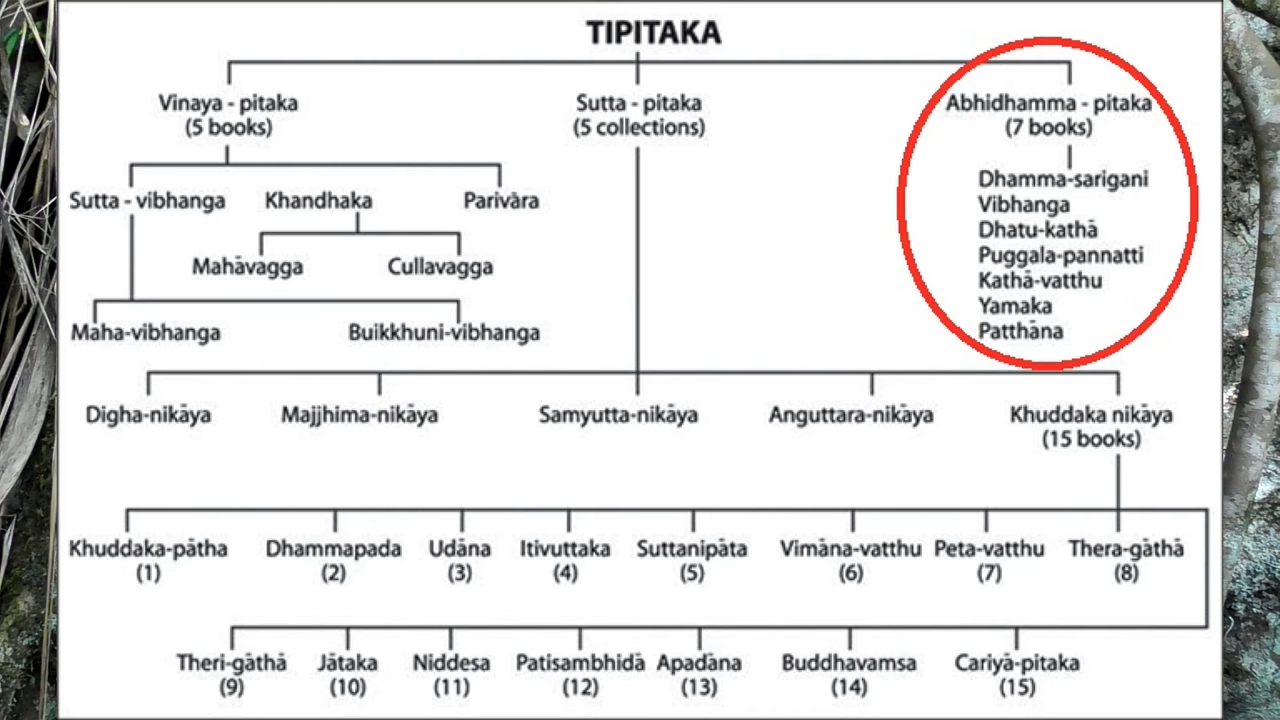 TIPITAKA
Vinaya - pitaka
(5 books)
Sutta - pitaka
(5 collections)
Abhidhamma - pitaka
(7 books)
Sutta - vibhanga
Khandhaka
Parivāra
Mahāvagga
Cullavagga
Maha-vibhanga
Buikkhuni-vibhanga
Dhamma-sarigani
Vibhanga
Dhatu-kathā
Puggala-pannatti
Kathā-vatthu
Yamaka
Patthāna
Digha-nikāya
Majjhima-nikāya
Samyutta-nikāya
Anguttara-nikāya
Khuddaka nikāya
(15 books)
Khuddaka-pātha
(1)
Dhammapada
(2)
Udāna
(3)
Itivuttaka
(4)
Suttanipāta
(5)
Vimāna-vatthu
(6)
Peta-vatthu
(7)
Thera-gāthā
(8)
Theri-gāthā
(9)
Jātaka
(10)
Niddesa
(11)
Patisambhidā
(12)
Apadāna
(13)
Buddhavamsa
(14)
Cariyā-pitaka
(15)